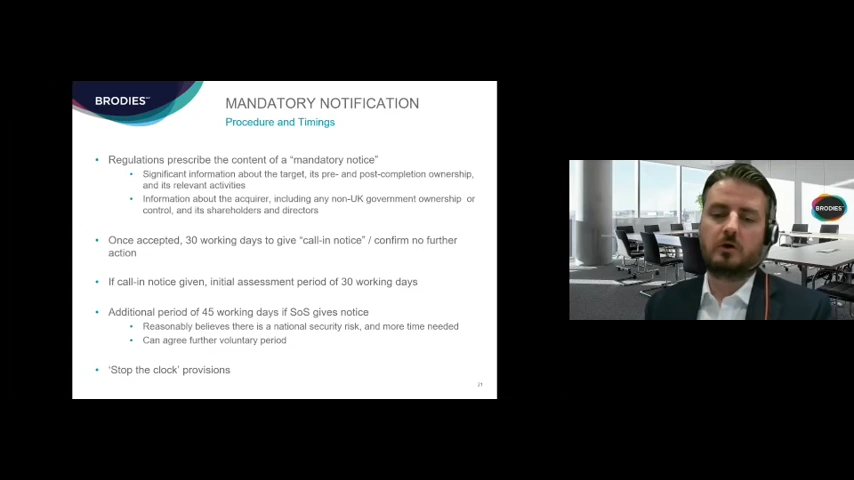 BRODIES LLP
MANDATORY NOTIFICATION
Procedure and Timings
• Regulations prescribe the content of a “mandatory notice”
• Significant information about the target, its pre- and post-completion ownership,
and its relevant activities
• Information about the acquirer, including any non-UK government ownership or
control, and its shareholders and directors
• Once accepted, 30 working days to give “call-in notice” / confirm no further
action
• If call-in notice given, initial assessment period of 30 working days
• Additional period of 45 working days if SoS gives notice
• Reasonably believes there is a national security risk, and more time needed
• Can agree further voluntary period
• ‘Stop the clock’ provisions
21
BRODIES